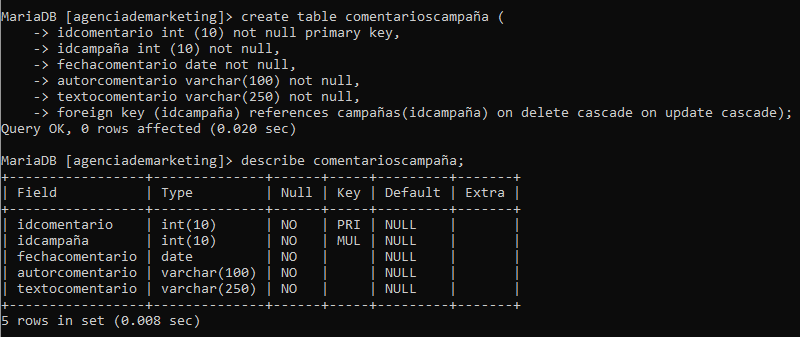 MariaDB [agenciademarketing]> create table comentarioscampaña (
    -> idcomentario int (10) not null primary key,
    -> idcampaña int (10) not null,
    -> fechacomentario date not null,
    -> autorcomentario varchar(100) not null,
    -> textocomentario varchar(250) not null,
    -> foreign key (idcampaña) references campañas(idcampaña) on delete cascade on update cascade);
Query OK, 0 rows affected (0.020 sec)

MariaDB [agenciademarketing]> describe comentarioscampaña;
+-----------------+--------------+------+-----+---------+-------+
| Field           | Type         | Null | Key | Default | Extra |
+-----------------+--------------+------+-----+---------+-------+
| idcomentario    | int(10)      | NO   | PRI | NULL    |       |
| idcampaña       | int(10)      | NO   | MUL | NULL    |       |
| fechacomentario | date         | NO   |     | NULL    |       |
| autorcomentario | varchar(100) | NO   |     | NULL    |       |
| textocomentario | varchar(250) | NO   |     | NULL    |       |
+-----------------+--------------+------+-----+---------+-------+
5 rows in set (0.008 sec)